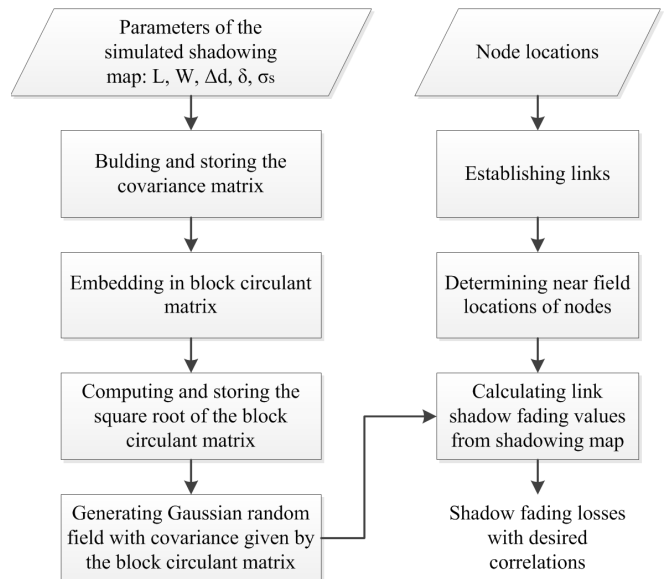 Parameters of the
simulated shadowing
map: L, W, Δd, δ, σs
Bulding and storing the
covariance matrix
Embedding in block circulant
matrix
Computing and storing the
square root of the block
circulant matrix
Generating Gaussian random
field with covariance given by
the block circulant matrix
Node locations
Establishing links
Determining near field
locations of nodes
Calculating link
shadow fading values
from shadowing map
Shadow fading losses
with desired
correlations